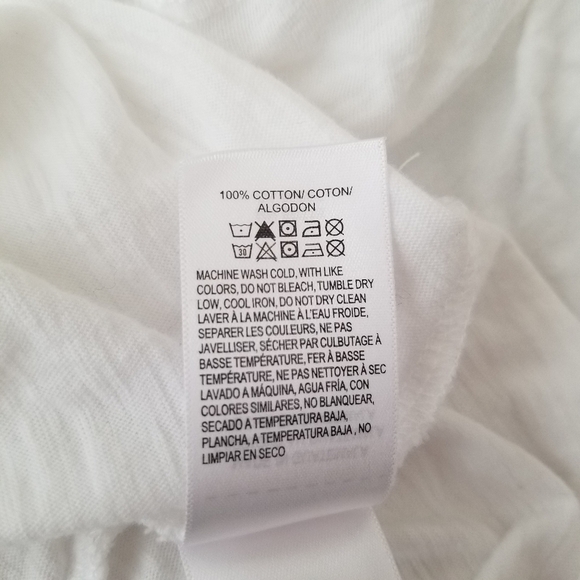 100% COTTON/ COTON/
ALGODON
30
MACHINE WASH COLD, WITH LIKE
COLORS, DO NOT BLEACH, TUMBLE DRY
LOW, COOL IRON, DO NOT DRY CLEAN
LAVER À LA MACHINE À L'EAU FROIDE,
SEPARER LES COULEURS, NE PAS
JAVELLISER, SÉCHER PAR CULBUTAGE À
BASSE TEMPÉRATURE, FER À BASSE
TEMPÉRATURE, NE PAS NETTOYER À SEC
LAVADO A MÁQUINA, AGUA FRÍA, CON
COLORES SIMILARES, NO BLANQUEAR,
SECADO A TEMPERATURA BAJA,
PLANCHA, A TEMPERATURA BAJA , NO
LIMPIAR EN SECO